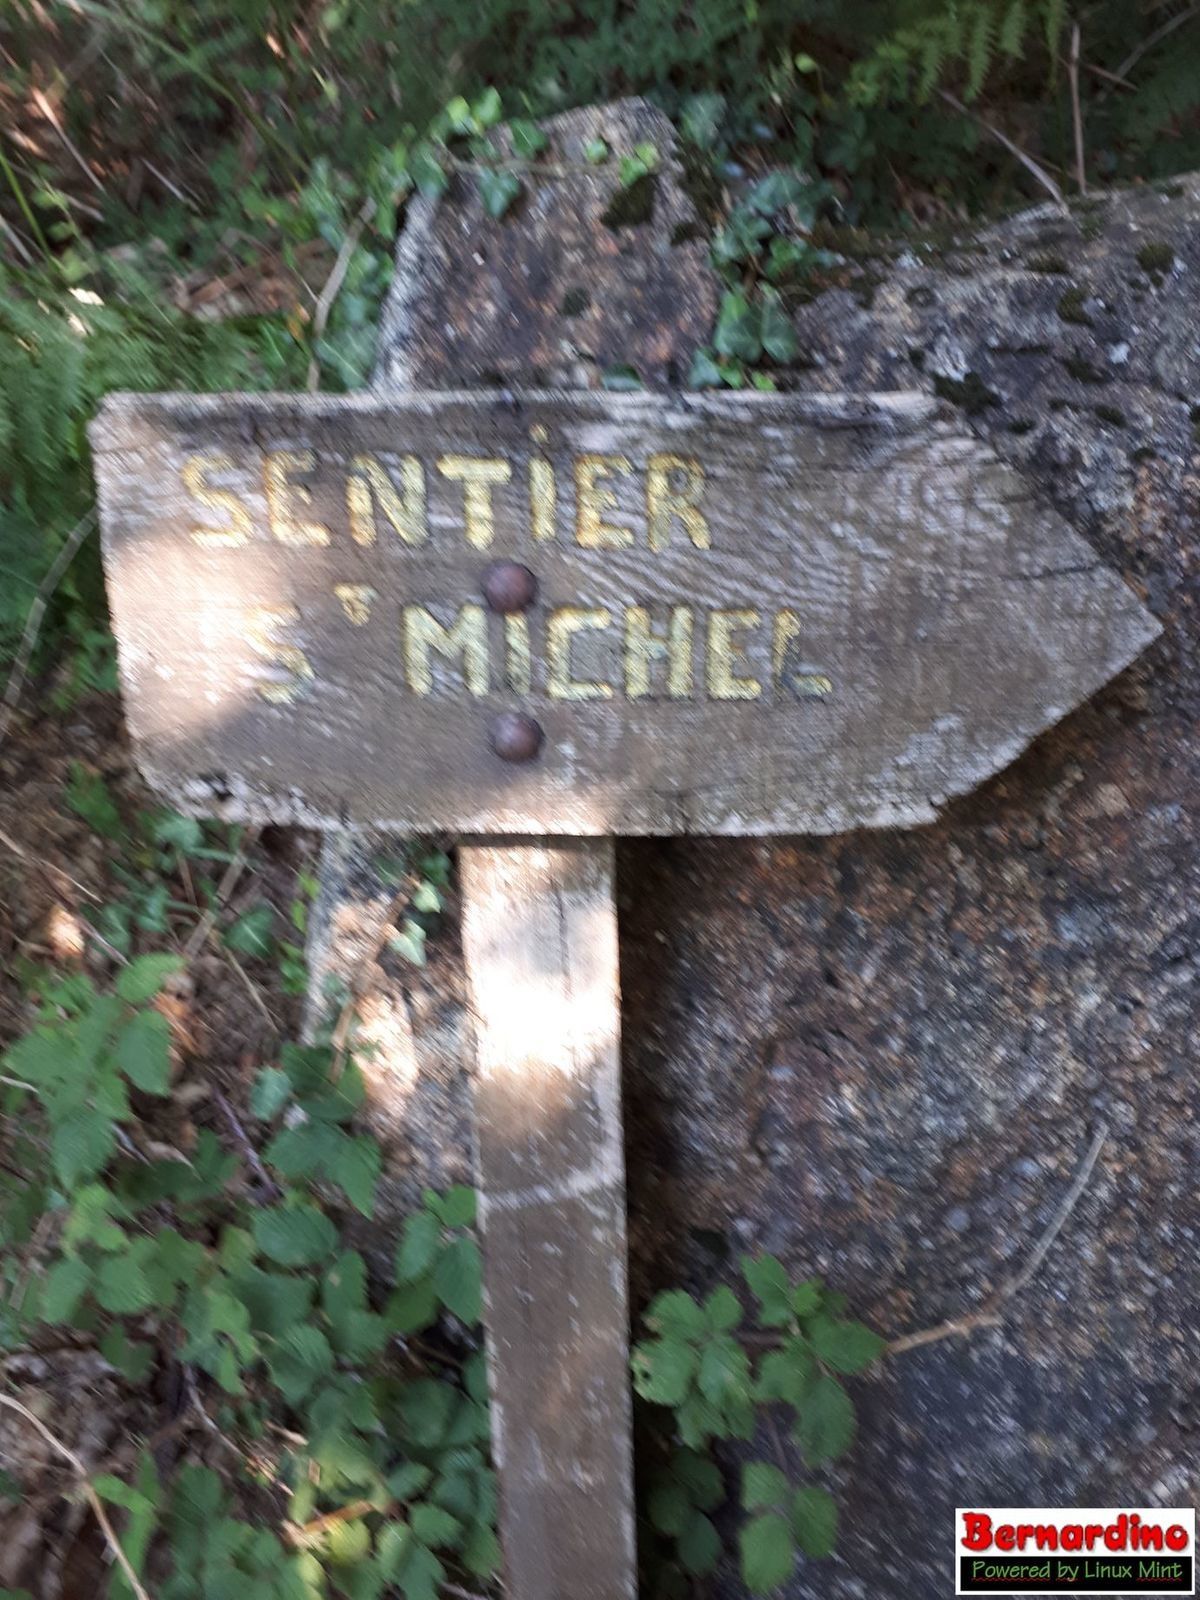 SENTIER
St MICHEL
Bernardino
Powered by Linux Mint